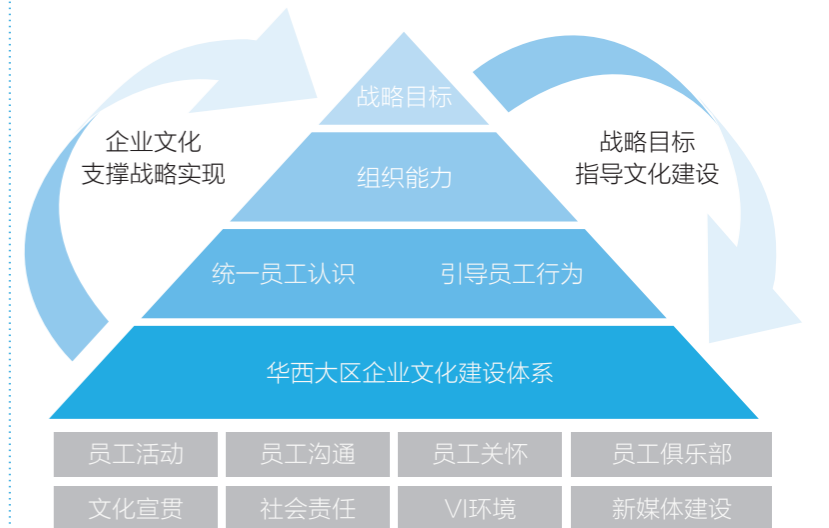 战略目标
企业文化
支撑战略实现
战略目标
指导文化建设
组织能力
统一员工认识 引导员工行为
华西大区企业文化建设体系
员工活动 员工沟通 员工关怀 员工俱乐部
文化宣贯 社会责任 VI环境 新媒体建设